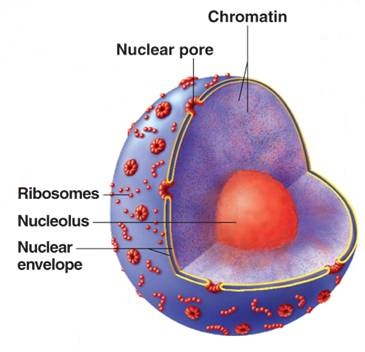 Chromatin
Nuclear pore
Ribosomes
Nucleolus
Nuclear
envelope